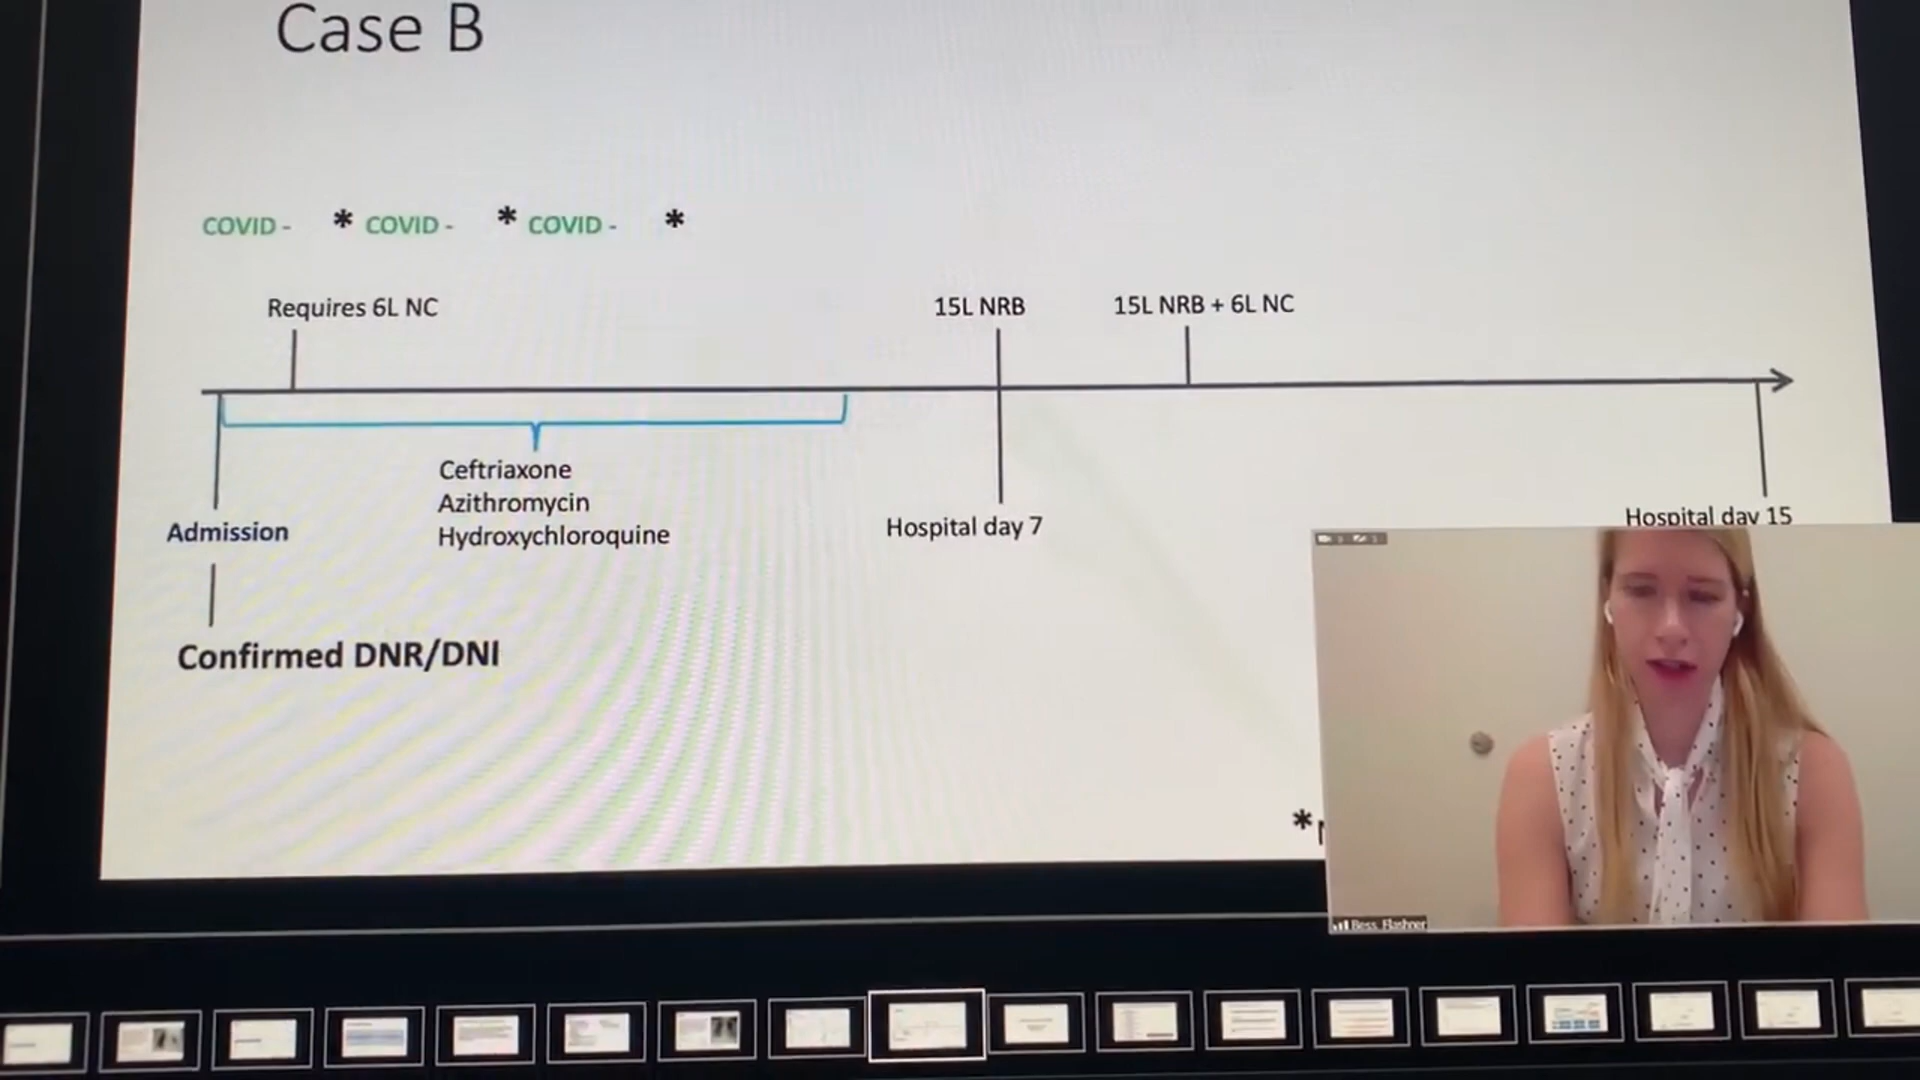 Case B
COVID - * COVID - * COVID - *
Requires 6L NC
15L NRB
15L NRB + 6L NC
Ceftriaxone
Azithromycin
Hydroxychloroquine
Admission
Hospital day 7
Hospital day 15
Confirmed DNR/DNI
*
Bess_Flashner